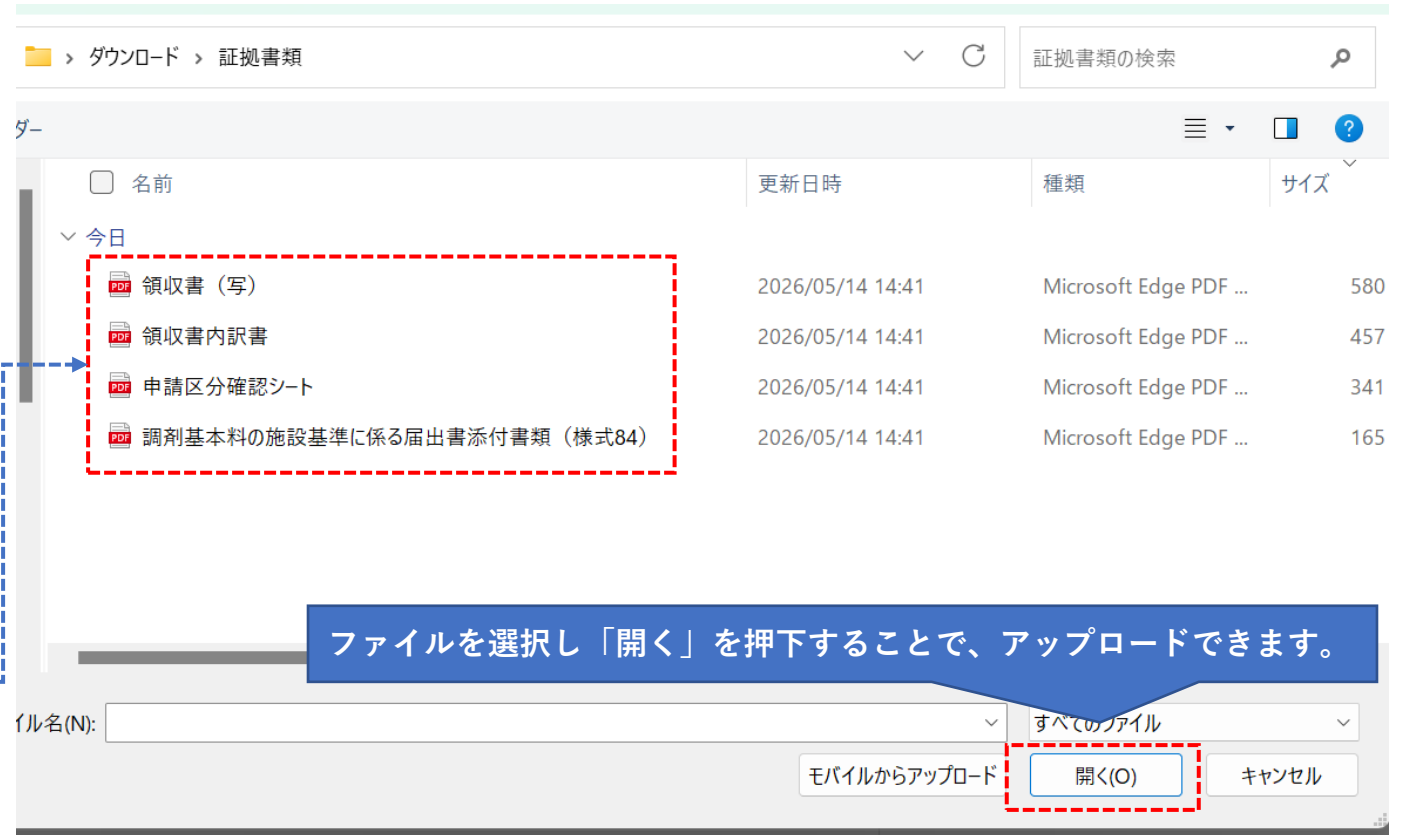 ダウンロード › 証拠書類
証拠書類の検索
ダー
?
名前 更新日時 種類 サイズ
今日
PDF 領収書（写） 2026/05/14 14:41 Microsoft Edge PDF ... 580
PDF 領収書内訳書 2026/05/14 14:41 Microsoft Edge PDF ... 457
PDF 申請区分確認シート 2026/05/14 14:41 Microsoft Edge PDF ... 341
PDF 調剤基本料の施設基準に係る届出書添付書類（様式84） 2026/05/14 14:41 Microsoft Edge PDF ... 165
ファイルを選択し「開く」を押下することで、アップロードできます。
イル名(N): すべてのファイル
モバイルからアップロード 開く(O) キャンセル